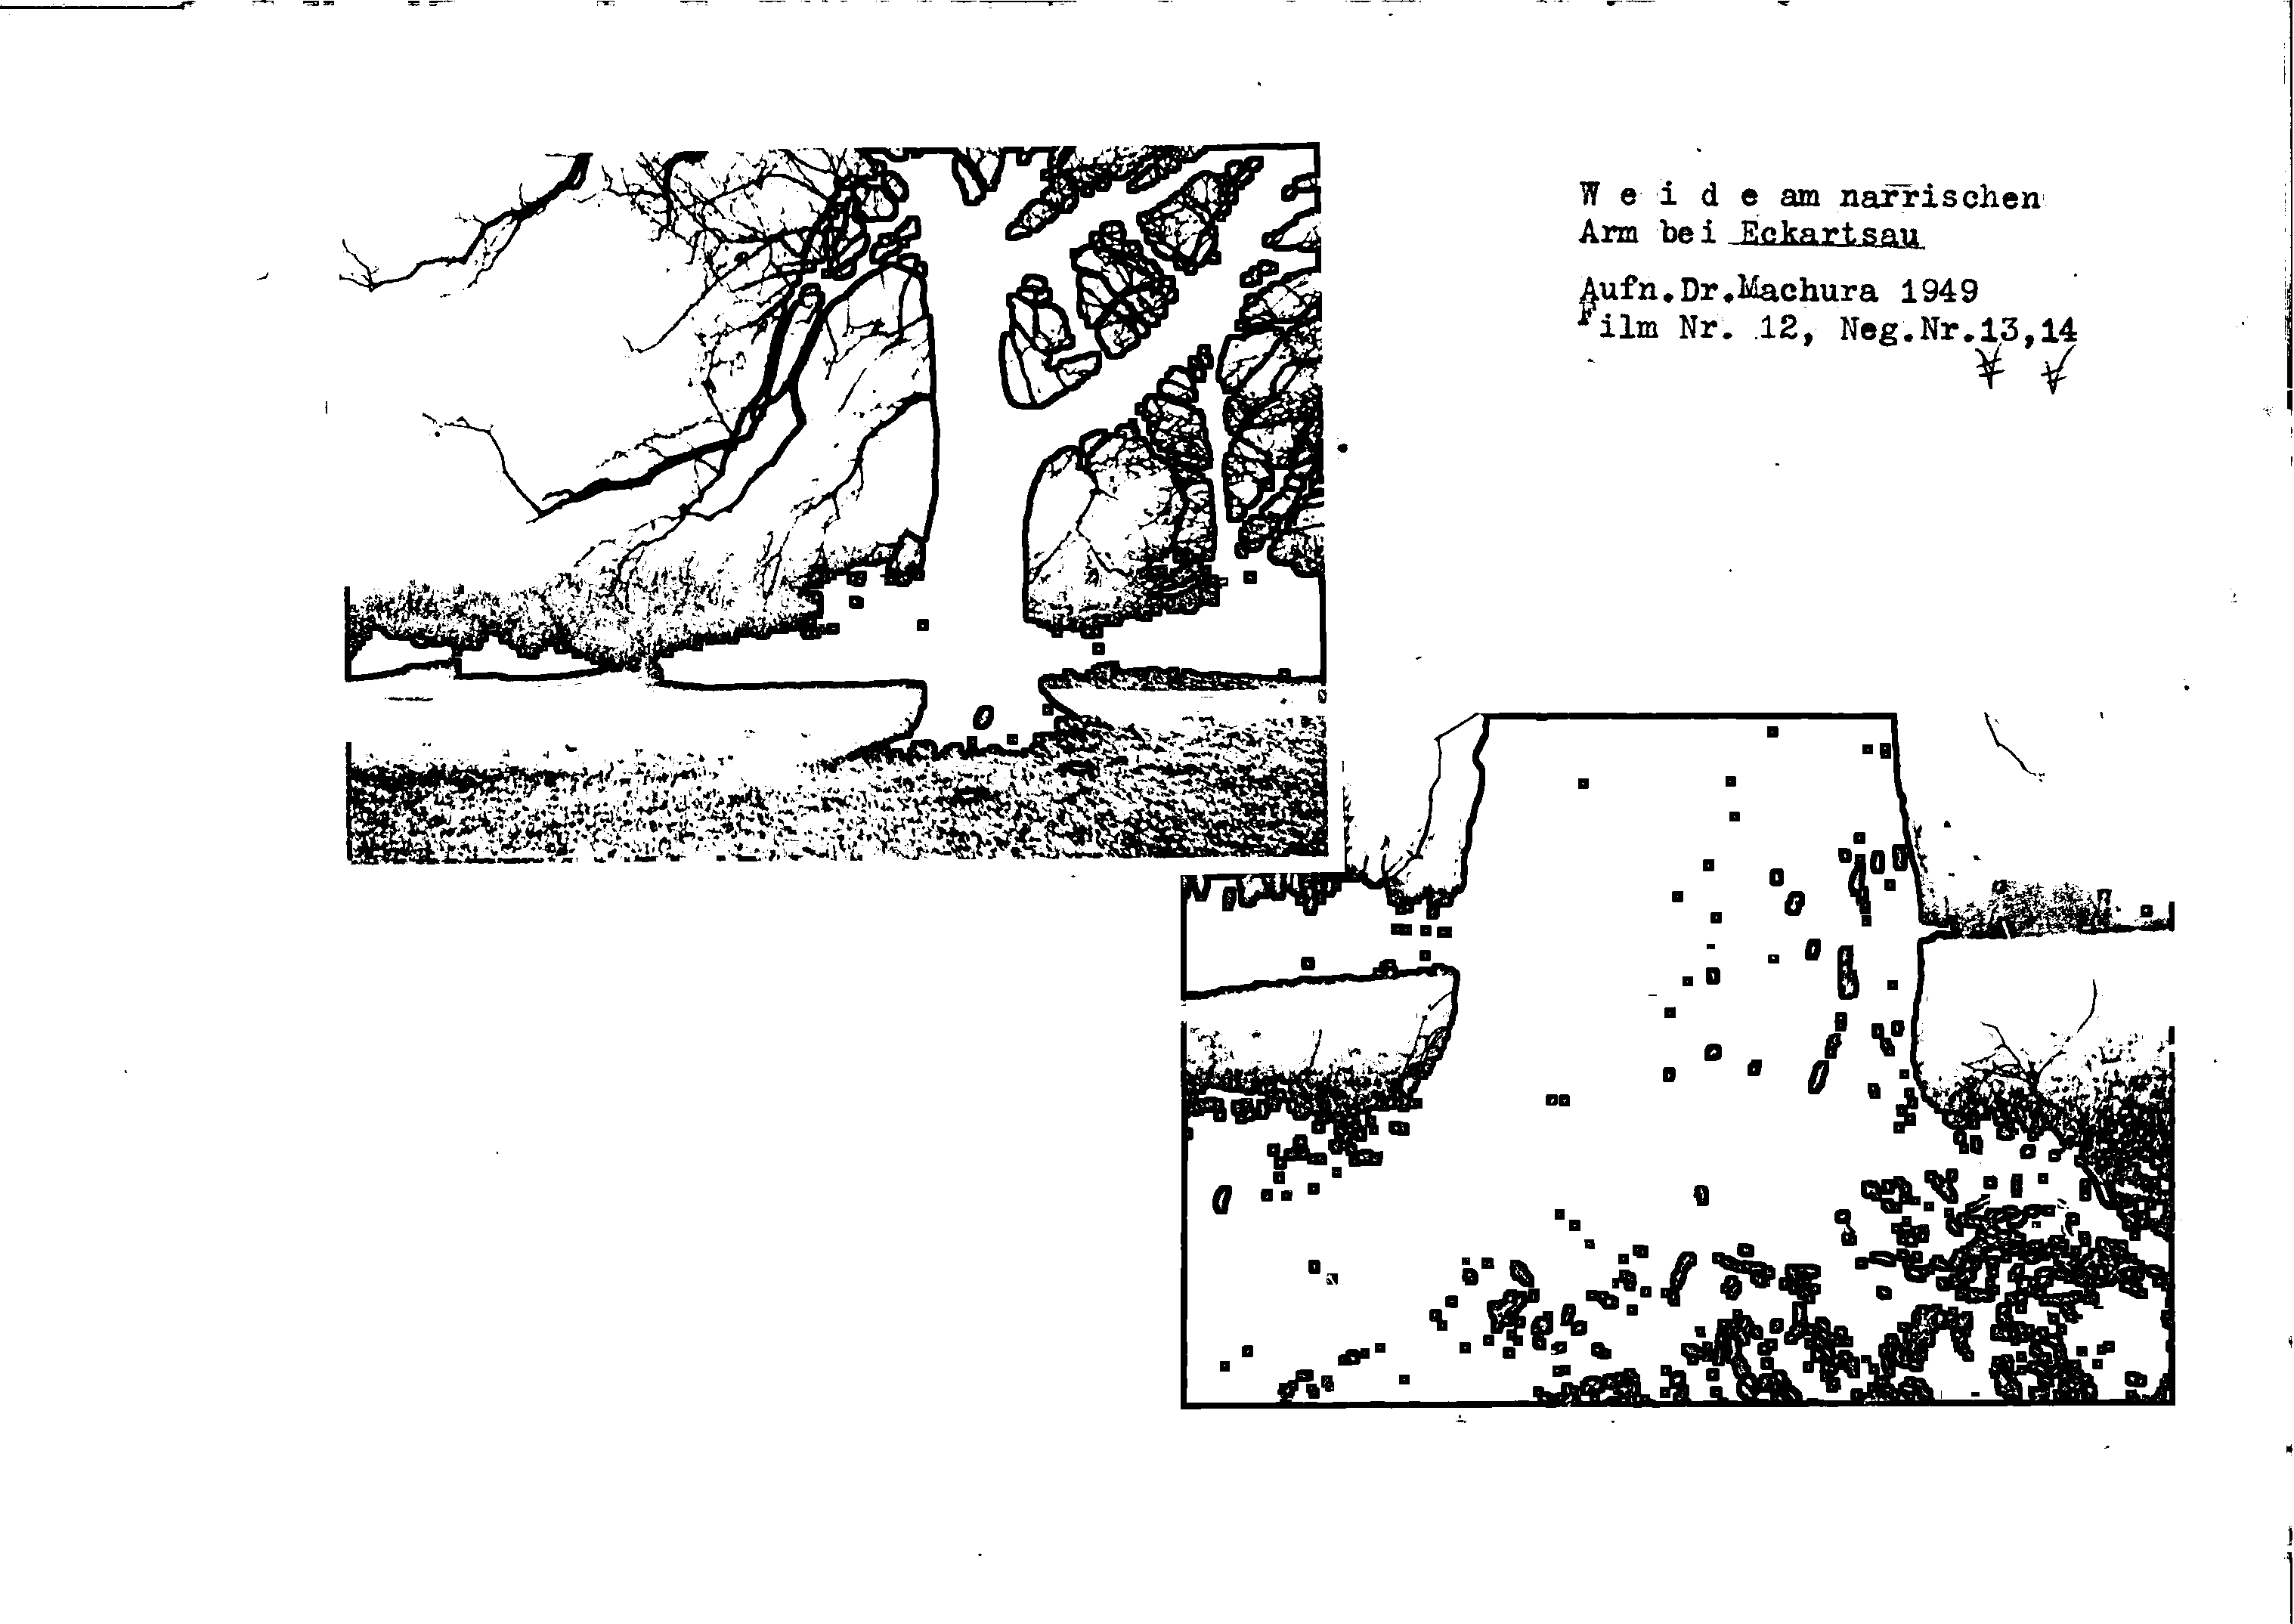 W e i d e am narrischen
Arm bei Eckartsau
Aufn.Dr.Machura 1949
Film Nr. 12, Neg.Nr.13,14